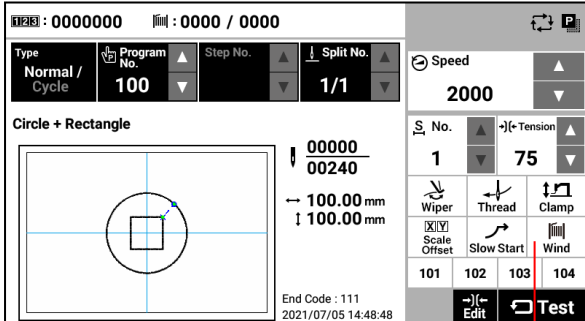 123 : 0000000 : 0000 / 0000
P
Type
Normal /
Cycle
P
Program
No.
100
Step No.
Split No.
1/1
Speed
2000
Circle + Rectangle
00000
00240
↔ 100.00 mm
↕ 100.00 mm
End Code : 111
2021/07/05 14:48:48
S No.
1
Tension
75
Wiper
Thread
Clamp
XY
Scale
Offset
Slow Start
Wind
101 102 103 104
Edit
Test